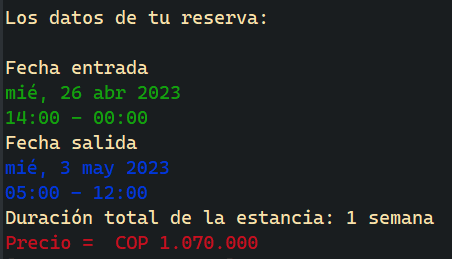 Los datos de tu reserva:
Fecha entrada
mié, 26 abr 2023
14:00 - 00:00
Fecha salida
mié, 3 may 2023
05:00 - 12:00
Duración total de la estancia: 1 semana
Precio =  COP 1.070.000